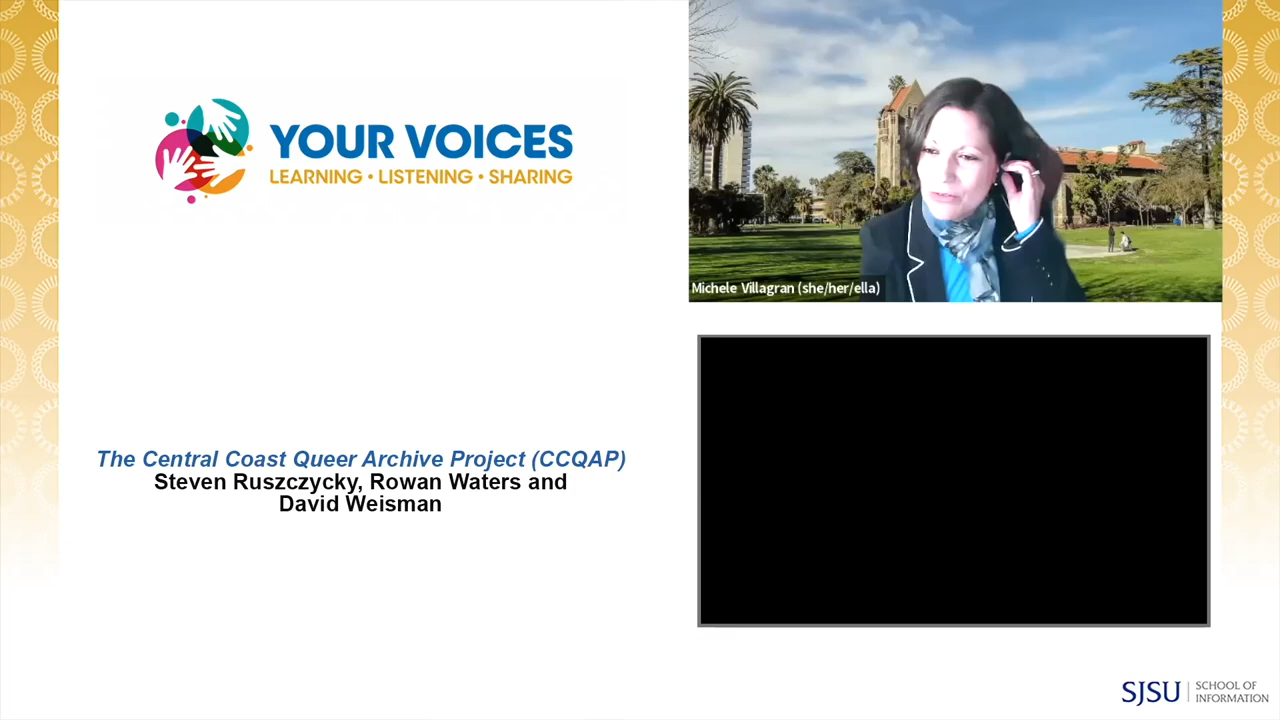 YOUR VOICES
LEARNING • LISTENING • SHARING
Michele Villagran (she/her/ella)
The Central Coast Queer Archive Project (CCQAP)
Steven Ruszczycky, Rowan Waters and
David Weisman
SJSU | SCHOOL OF
INFORMATION